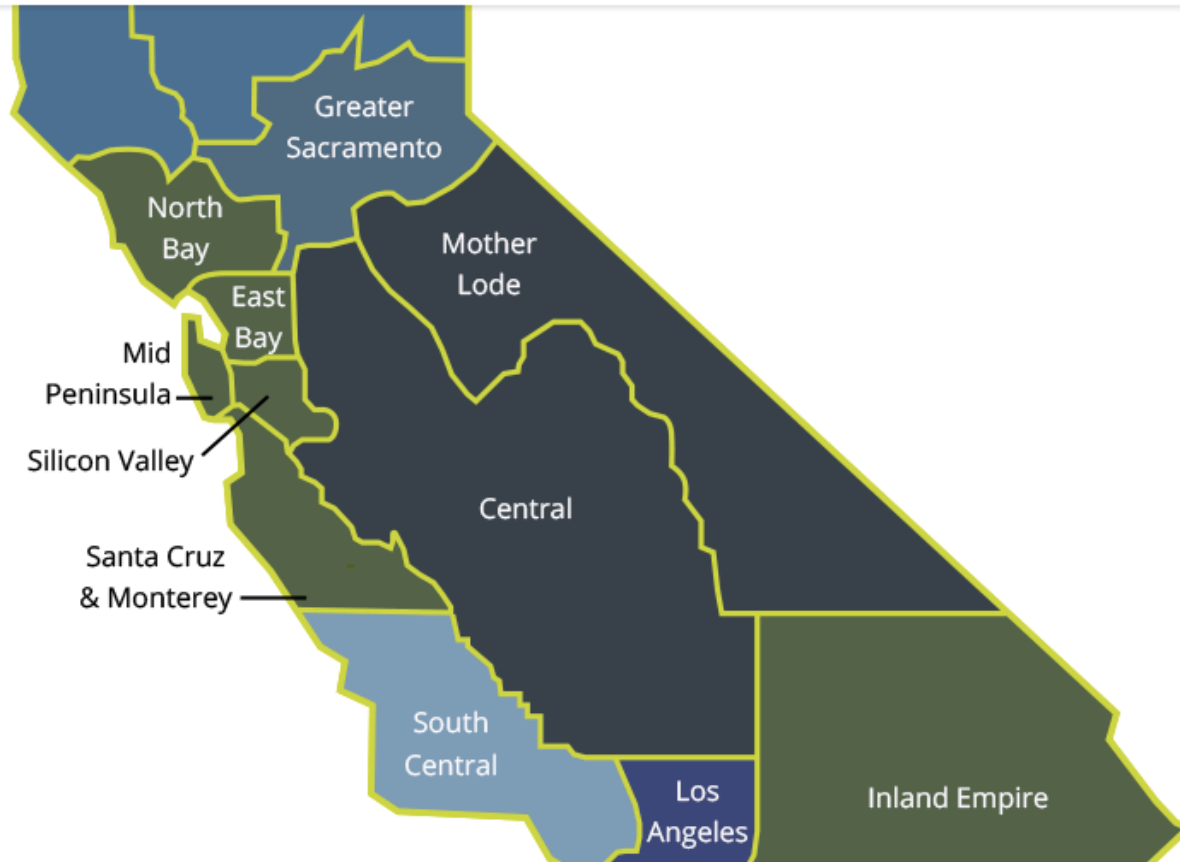 Greater
Sacramento
North
Bay
Mother
Lode
East
Bay
Mid
Peninsula
Silicon Valley
Central
Santa Cruz
& Monterey
South
Central
Los
Angeles
Inland Empire